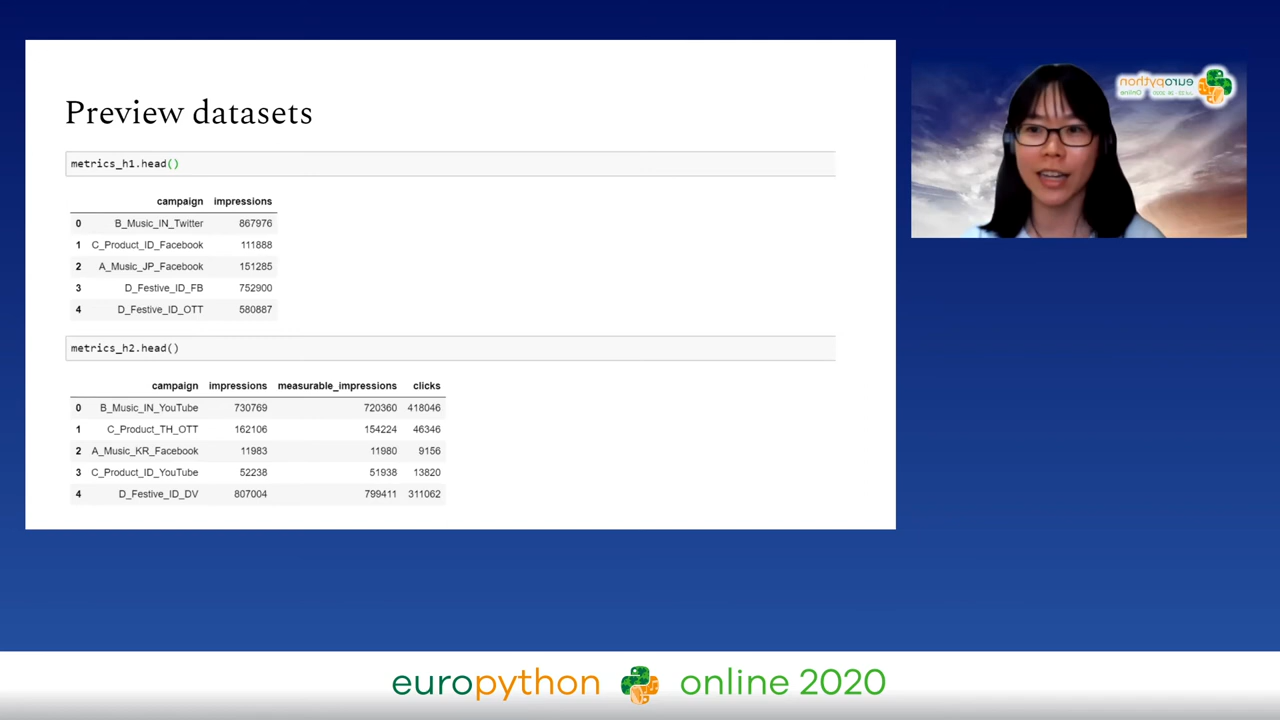 Preview datasets
metrics_h1.head()
campaign impressions
0 B_Music_IN_Twitter 867976
1 C_Product_ID_Facebook 111888
2 A_Music_JP_Facebook 151285
3 D_Festive_ID_FB 752900
4 D_Festive_ID_OTT 580887
metrics_h2.head()
campaign impressions measurable_impressions clicks
0 B_Music_IN_YouTube 730769 720360 418046
1 C_Product_TH_OTT 162106 154224 46346
2 A_Music_KR_Facebook 11983 11980 9156
3 C_Product_ID_YouTube 52238 51938 13820
4 D_Festive_ID_DV 807004 799411 311062
europython
Online
europython online 2020